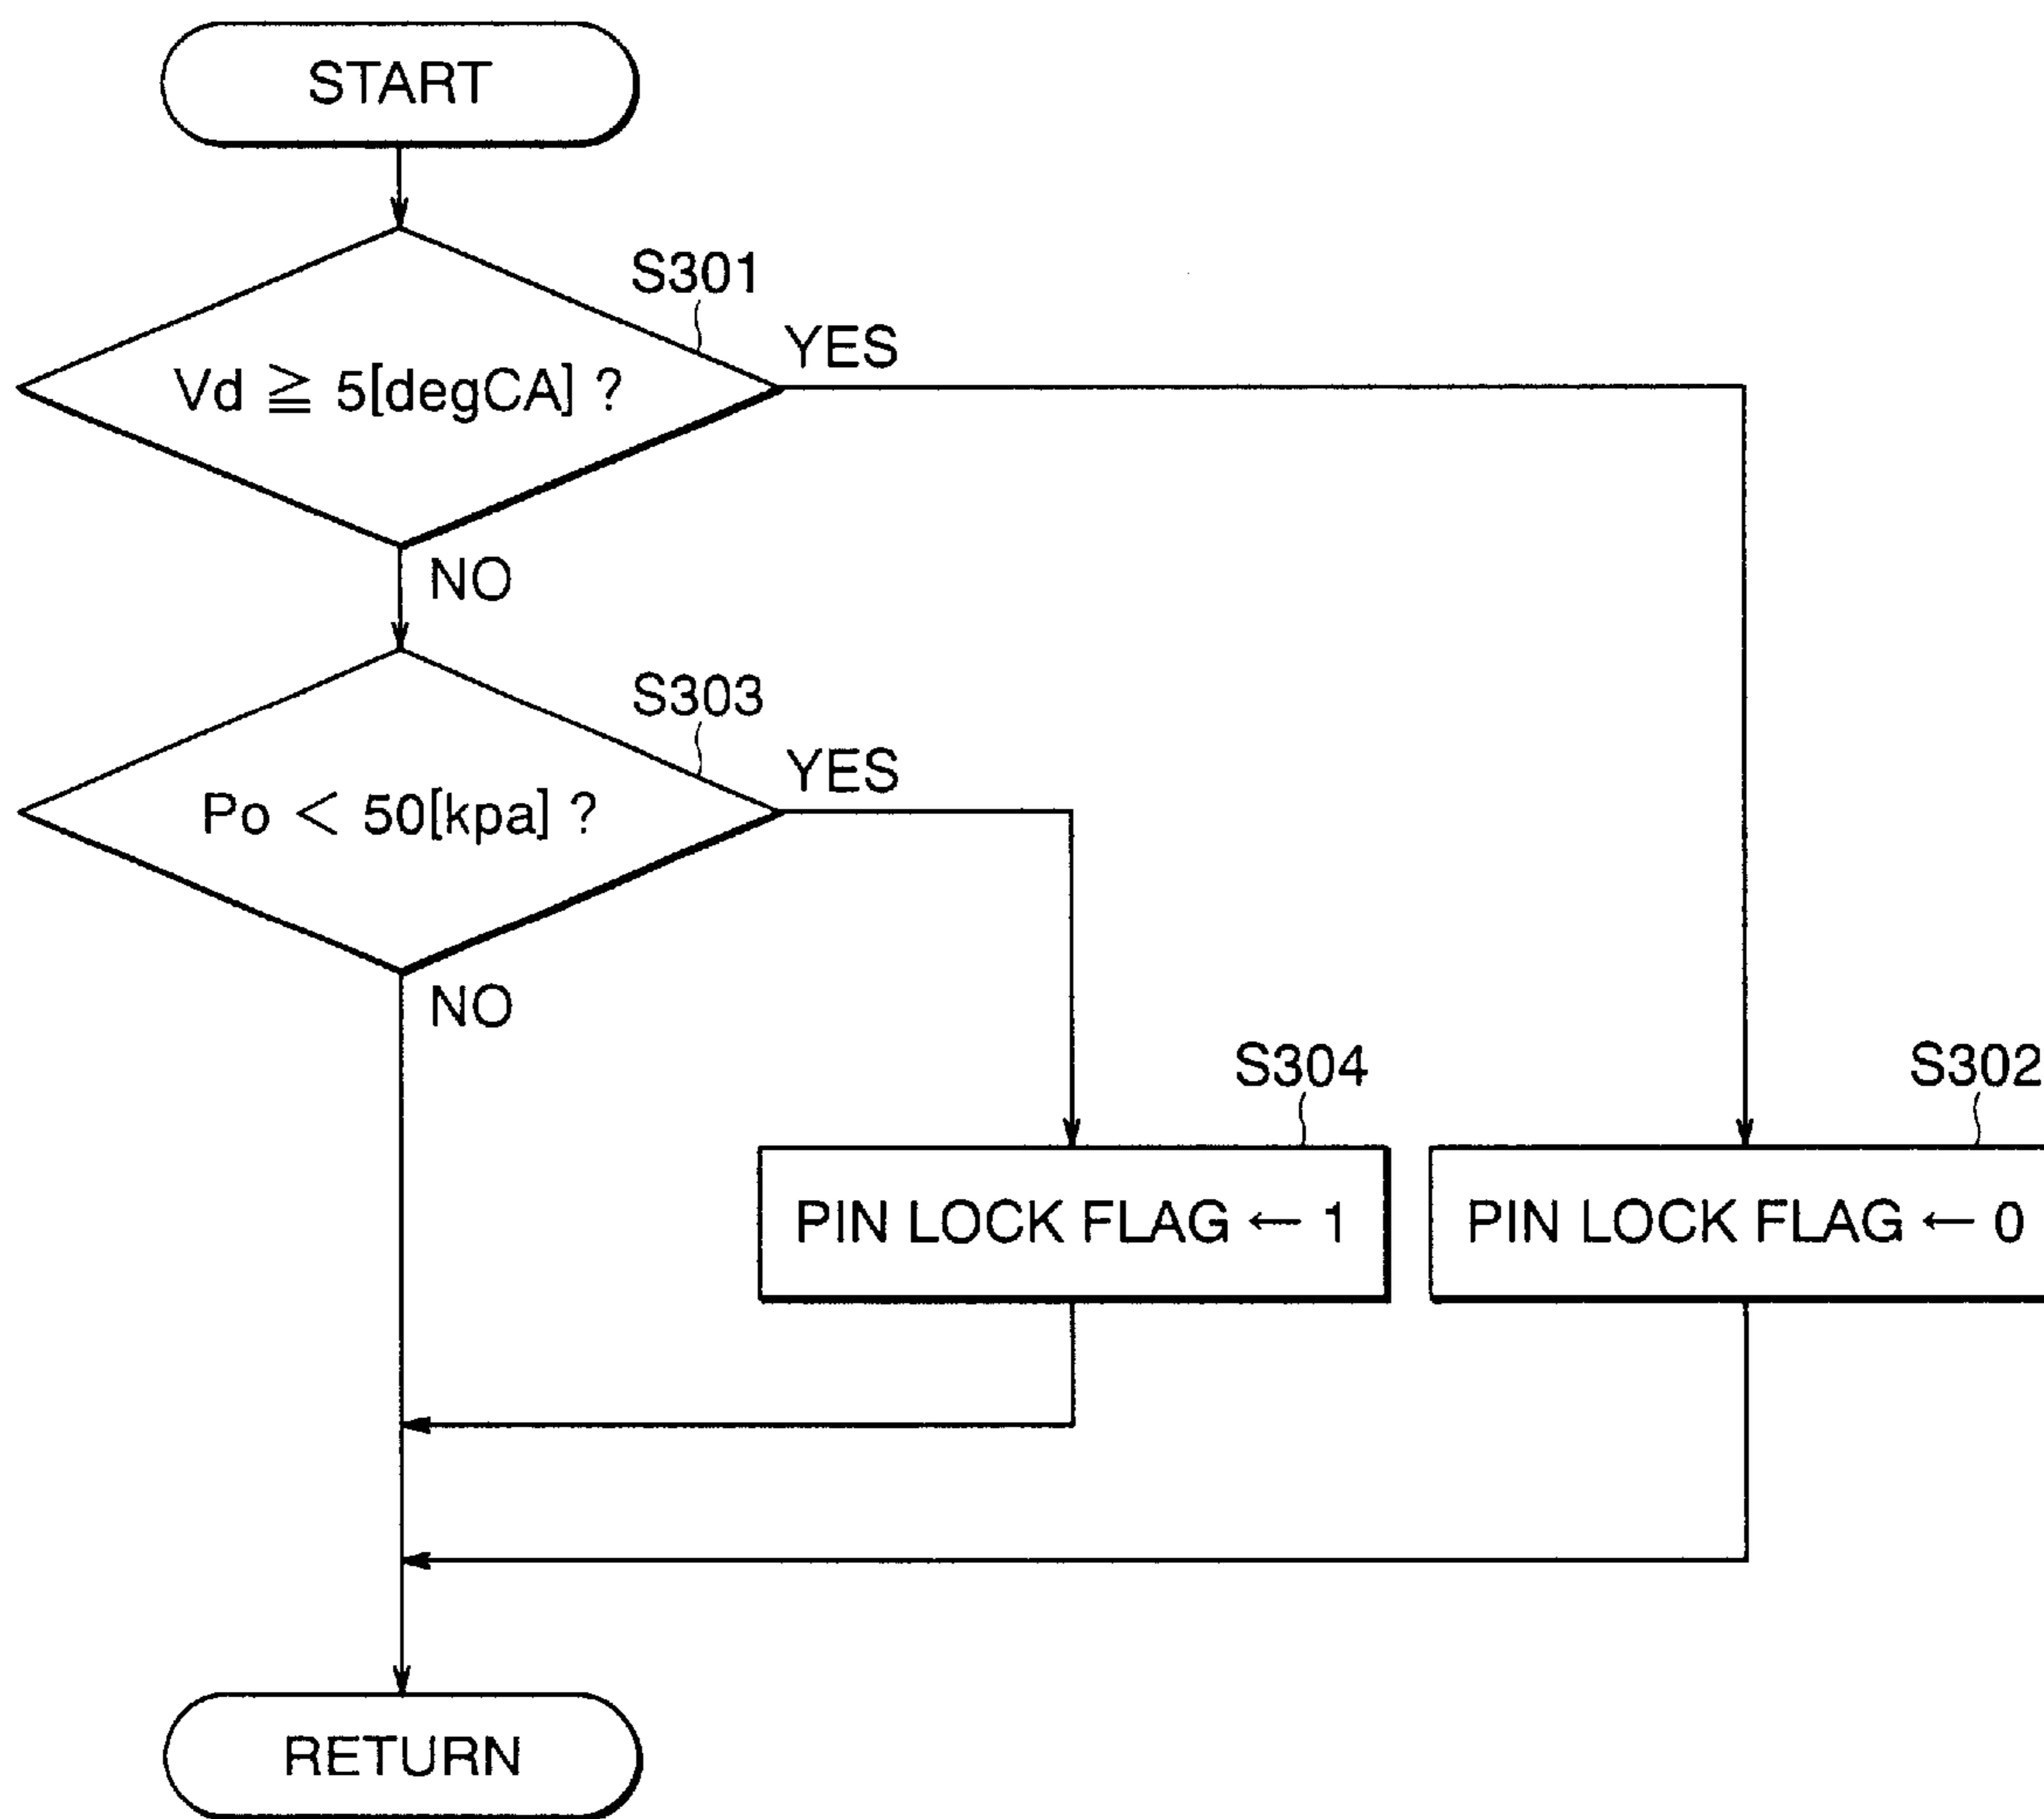 START
S301
YES
Vd ≧ 5[degCA] ?
NO
S303
YES
Po < 50[kpa] ?
NO
S304
S302
PIN LOCK FLAG ← 1
PIN LOCK FLAG ← 0
RETURN